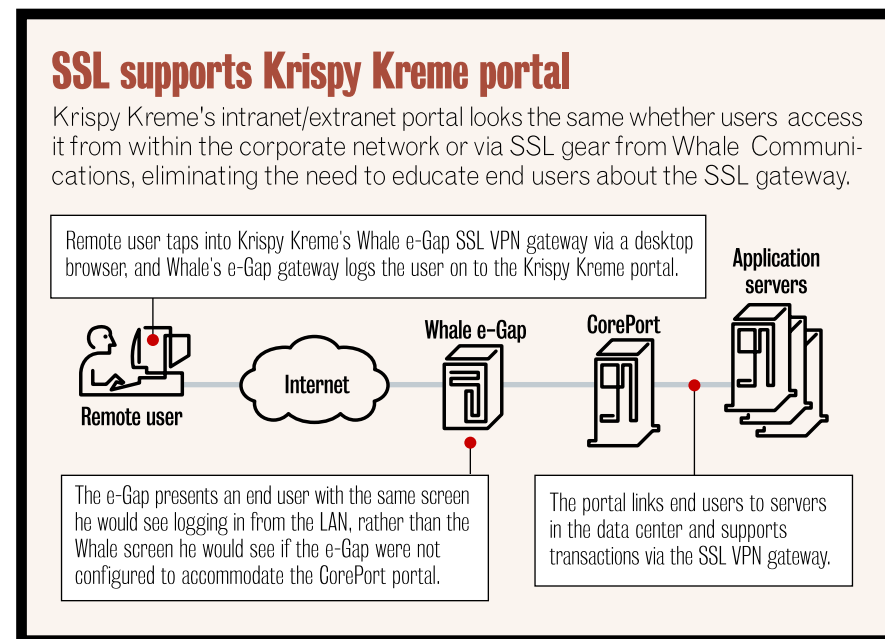 SSL supports Krispy Kreme portal
Krispy Kreme's intranet/extranet portal looks the same whether users access
it from within the corporate network or via SSL gear from Whale Communi-
cations, eliminating the need to educate end users about the SSL gateway.
Remote user taps into Krispy Kreme's Whale e-Gap SSL VPN gateway via a desktop
browser, and Whale's e-Gap gateway logs the user on to the Krispy Kreme portal.
Application
servers
Whale e-Gap
CorePort
Internet
Remote user
The e-Gap presents an end user with the same screen
he would see logging in from the LAN, rather than the
Whale screen he would see if the e-Gap were not
configured to accommodate the CorePort portal.
The portal links end users to servers
in the data center and supports
transactions via the SSL VPN gateway.